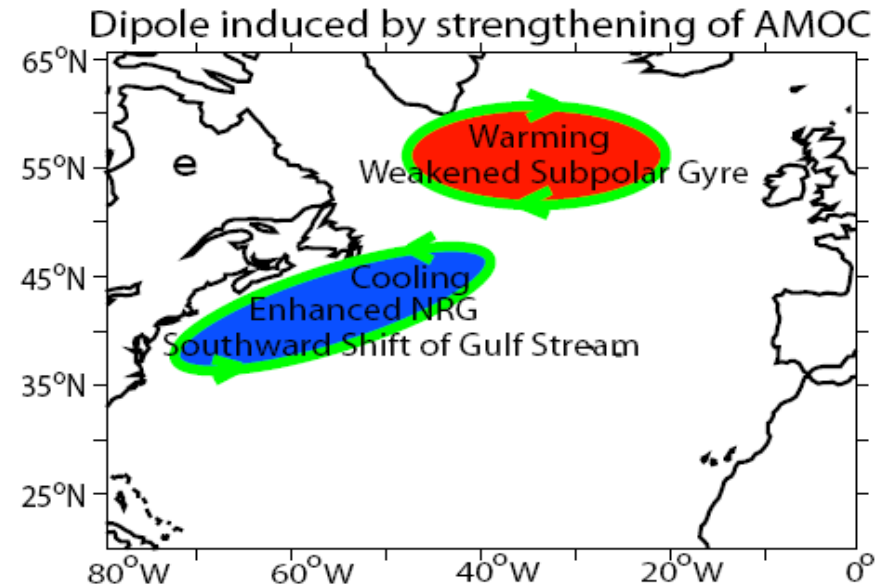 Dipole induced by strengthening of AMOC
65°N
55°N
45°N
35°N
25°N
e
Warming
Weakened Subpolar Gyre
Cooling
Enhanced NRG
Southward Shift of Gulf Stream
80°W 60°W 40°W 20°W 0°